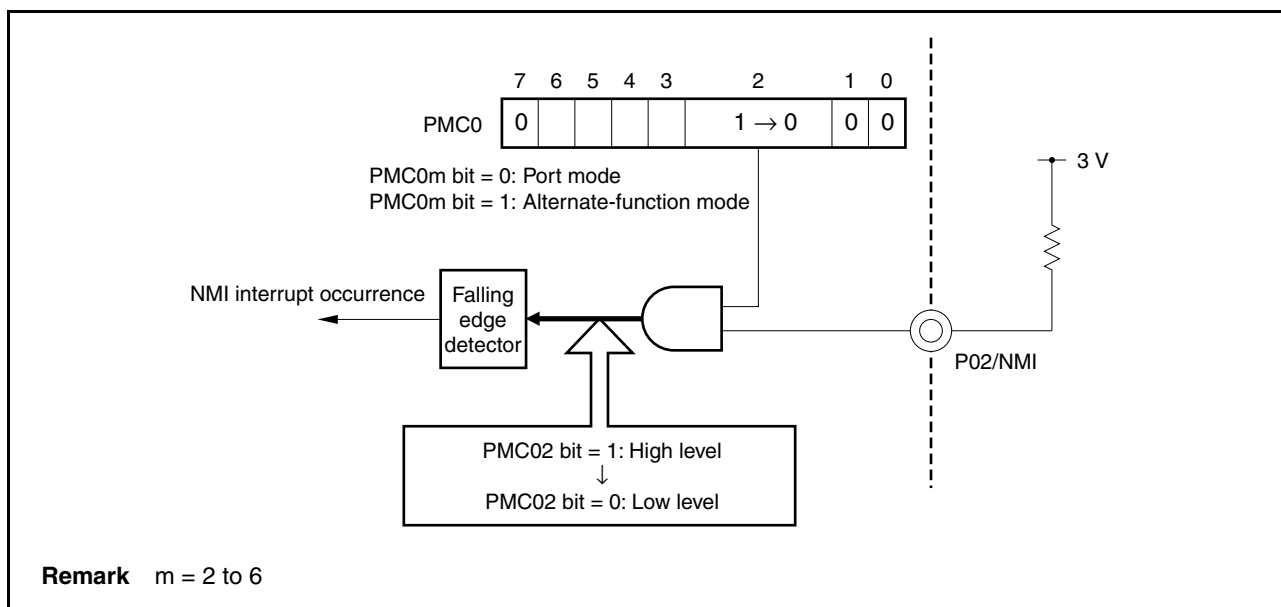 7 6 5 4 3 2 1 0
PMC0 0 1 → 0 0 0
3 V
PMC0m bit = 0: Port mode
PMC0m bit = 1: Alternate-function mode
NMI interrupt occurrence
Falling
edge
detector
P02/NMI
PMC02 bit = 1: High level
↓
PMC02 bit = 0: Low level
Remark m = 2 to 6